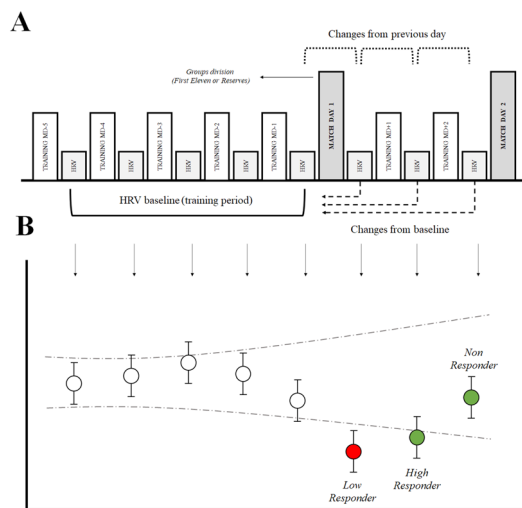 A
Changes from previous day
Groups division
(First Eleven or Reserves)
TRAINING MD-5
HRV
TRAINING MD-4
HRV
TRAINING MD-3
HRV
TRAINING MD-2
HRV
TRAINING MD-1
HRV
MATCH DAY 1
HRV
TRAINING MD+1
HRV
TRAINING MD+2
HRV
MATCH DAY 2
HRV baseline (training period)
Changes from baseline
B
Non
Responder
Low
Responder
High
Responder